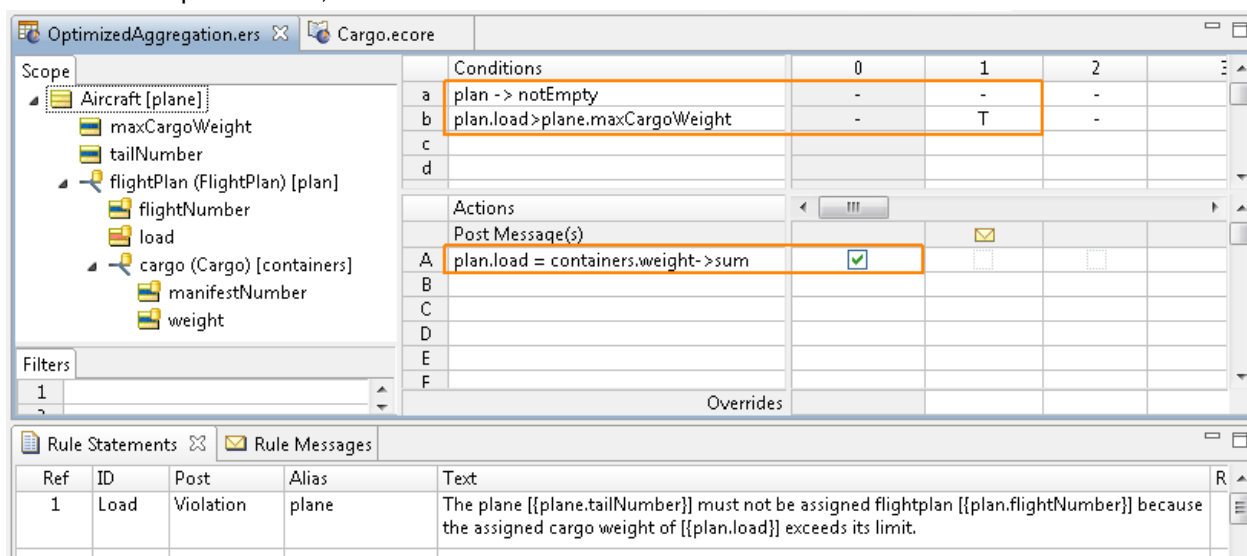 OptimizedAggregation.ers Cargo.ecore
Scope
Aircraft [plane]
maxCargoWeight
tailNumber
flightPlan (FlightPlan) [plan]
flightNumber
load
cargo (Cargo) [containers]
manifestNumber
weight
Filters
1
Conditions 0 1 2
a plan -> notEmpty - - -
b plan.load>plane.maxCargoWeight - T -
c
d
Actions
Post Message(s)
A plan.load = containers.weight->sum
B
C
D
E
F
Overrides
Rule Statements Rule Messages
Ref ID Post Alias Text R
1 Load Violation plane The plane [{plane.tailNumber}] must not be assigned flightplan [{plan.flightNumber}] because
the assigned cargo weight of [{plan.load}] exceeds its limit.